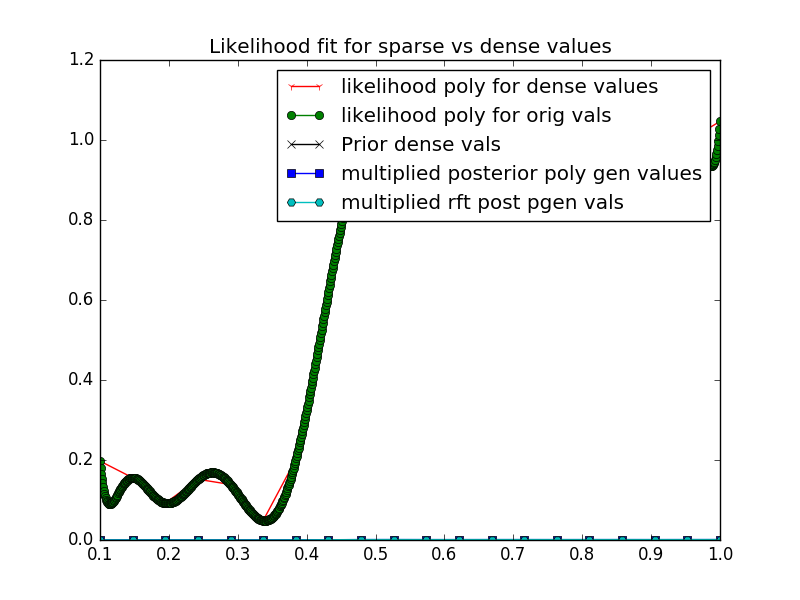 Likelihood fit for sparse vs dense values
likelihood poly for dense values
likelihood poly for orig vals
Prior dense vals
multiplied posterior poly gen values
multiplied rft post pgen vals
1.2
1.0
0.8
0.6
0.4
0.2
0.0
0.1 0.2 0.3 0.4 0.5 0.6 0.7 0.8 0.9 1.0